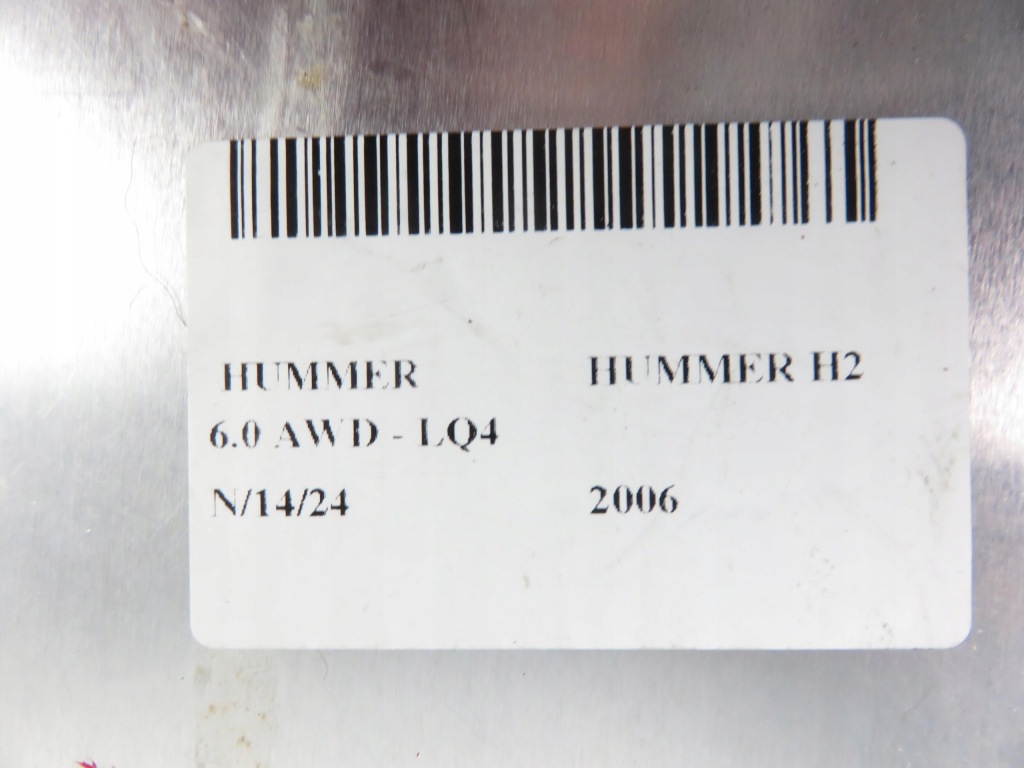 HUMMER HUMMER H2
6.0 AWD - LQ4
N/14/24 2006